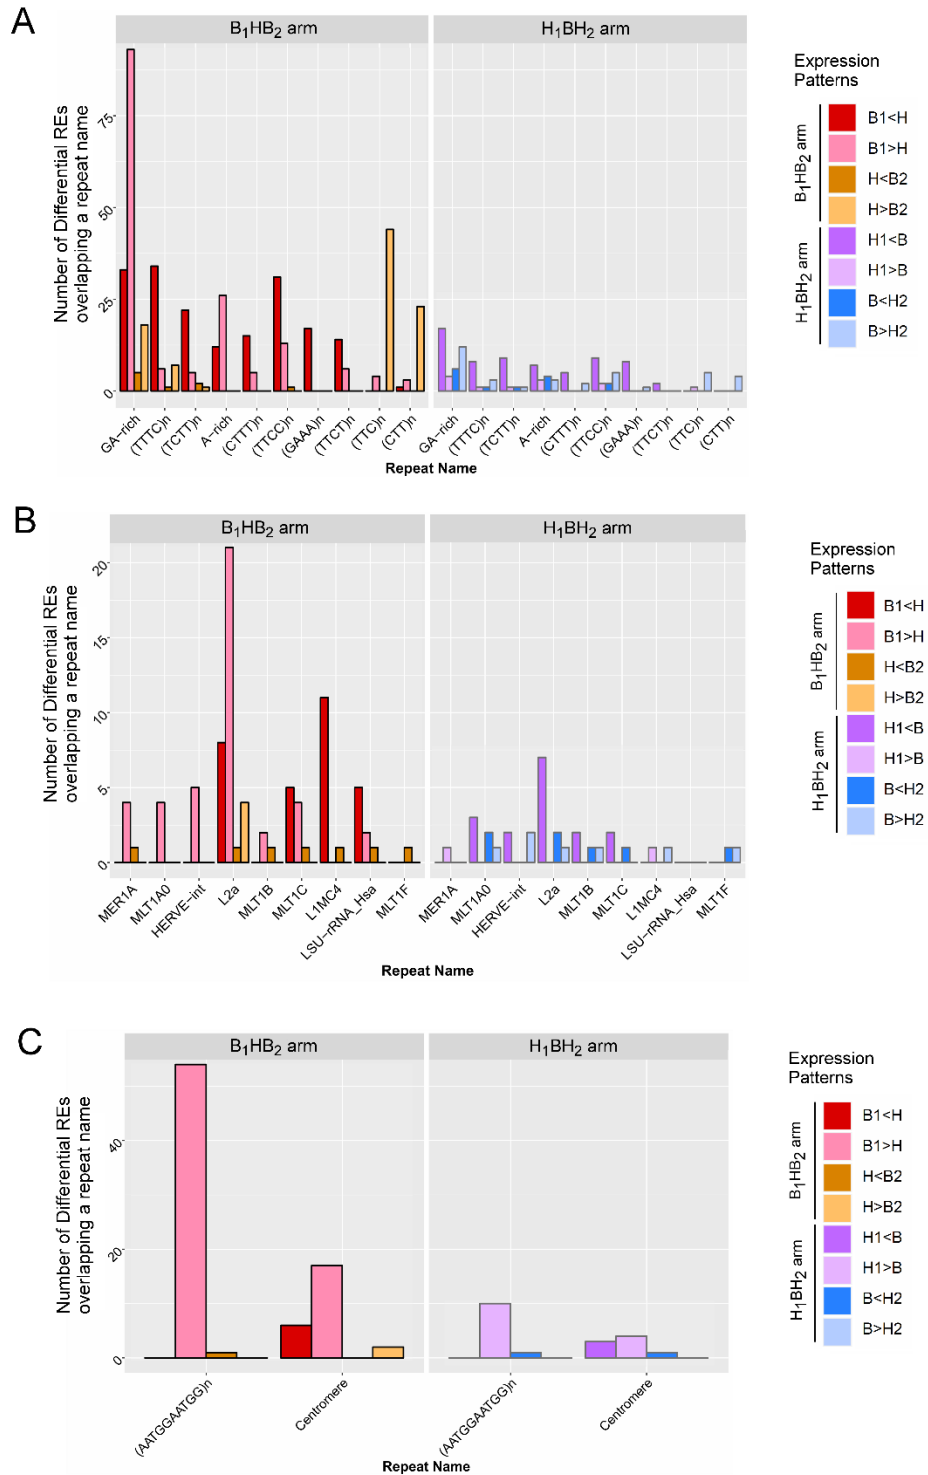 A
B₁HB₂ arm
H₁BH₂ arm
Number of Differential REs
overlapping a repeat name
75
50
25
0
GA-rich
(TTTC)n
(TCTT)n
A-rich
(CTTT)n
(TTCC)n
(GAAA)n
(TTCT)n
(TTC)n
(CTT)n
GA-rich
(TTTC)n
(TCTT)n
A-rich
(CTTT)n
(TTCC)n
(GAAA)n
(TTCT)n
(TTC)n
(CTT)n
Repeat Name
Expression
Patterns
B₁HB₂ arm
H₁BH₂ arm
B1<H
B1>H
H<B2
H>B2
H1<B
H1>B
B<H2
B>H2
B
B₁HB₂ arm
H₁BH₂ arm
Number of Differential REs
overlapping a repeat name
20
15
10
5
0
MER1A
MLT1A0
HERVE-int
L2a
MLT1B
MLT1C
L1MC4
LSU-rRNA_Hsa
MLT1F
MER1A
MLT1A0
HERVE-int
L2a
MLT1B
MLT1C
L1MC4
LSU-rRNA_Hsa
MLT1F
Repeat Name
Expression
Patterns
B₁HB₂ arm
H₁BH₂ arm
B1<H
B1>H
H<B2
H>B2
H1<B
H1>B
B<H2
B>H2
C
B₁HB₂ arm
H₁BH₂ arm
Number of Differential REs
overlapping a repeat name
40
20
0
(AATGGAATGG)n
Centromere
(AATGGAATGG)n
Centromere
Repeat Name
Expression
Patterns
B₁HB₂ arm
H₁BH₂ arm
B1<H
B1>H
H<B2
H>B2
H1<B
H1>B
B<H2
B>H2